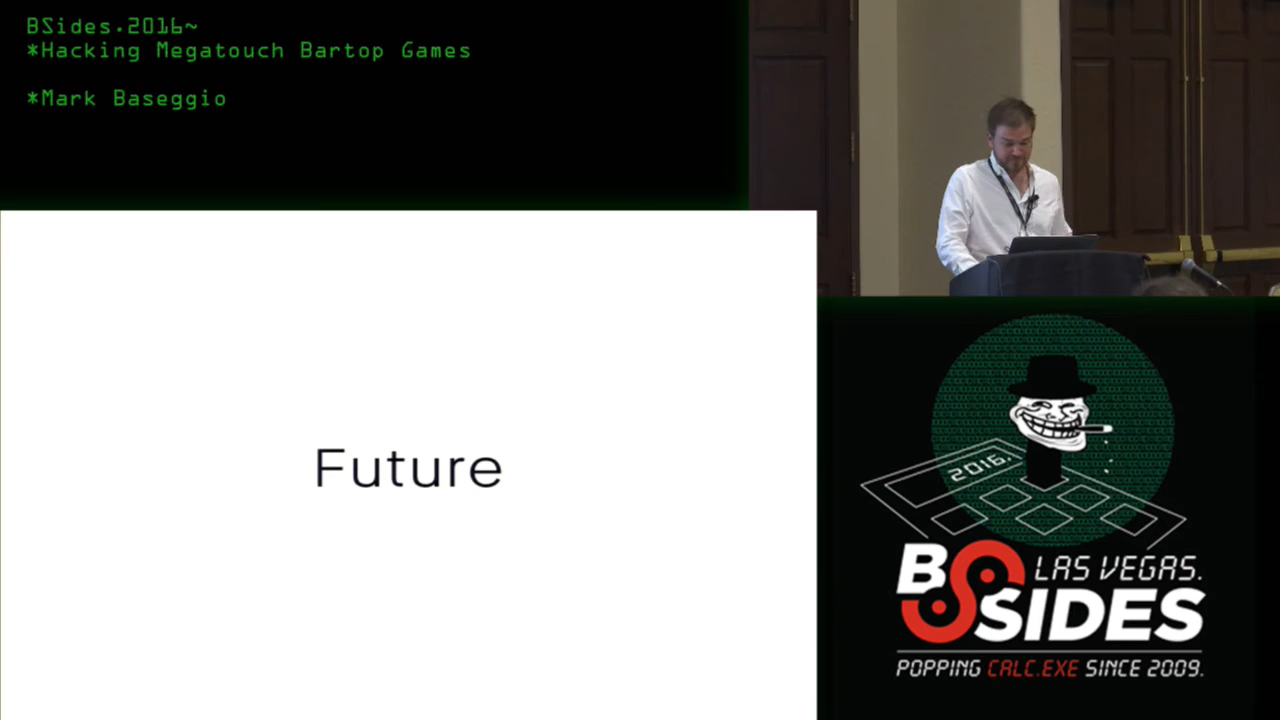 BSides.2016~
*Hacking Megatouch Bartop Games
*Mark Baseggio
Future
2016.
BSIDES
LAS VEGAS.
POPPING CALC.EXE SINCE 2009.